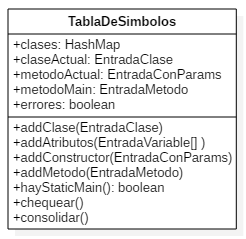 TablaDeSimbolos
+clases: HashMap
+claseActual: EntradaClase
+metodoActual: EntradaConParams
+metodoMain: EntradaMetodo
+errores: boolean
+addClase(EntradaClase)
+addAtributos(EntradaVariable[] )
+addConstructor(EntradaConParams)
+addMetodo(EntradaMetodo)
+hayStaticMain(): boolean
+chequear()
+consolidar()